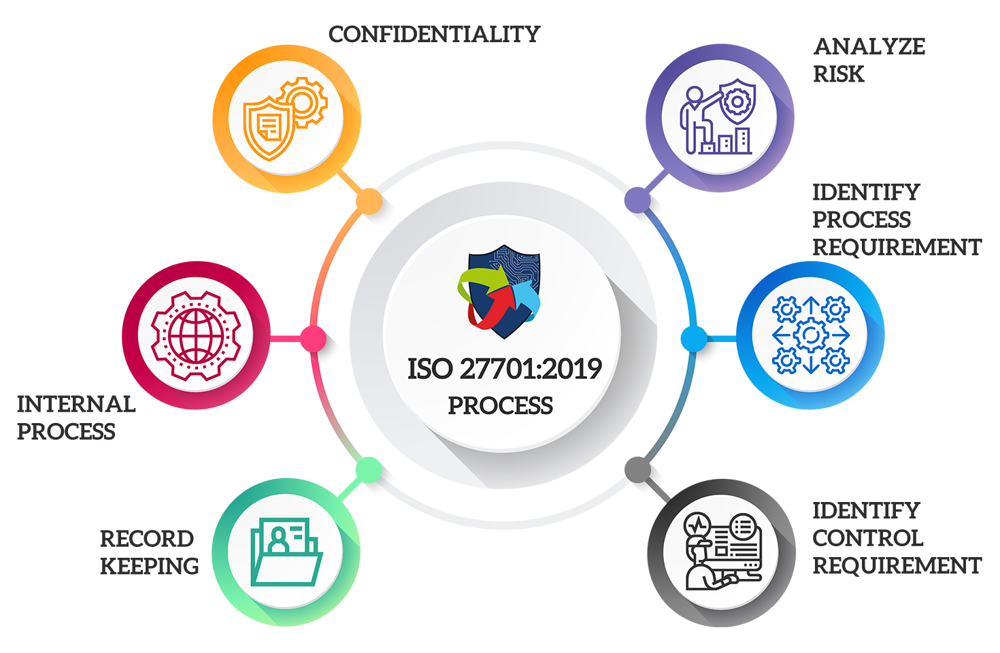 CONFIDENTIALITY
ANALYZE
RISK
IDENTIFY
PROCESS
REQUIREMENT
ISO 27701:2019
PROCESS
INTERNAL
PROCESS
RECORD
KEEPING
IDENTIFY
CONTROL
REQUIREMENT